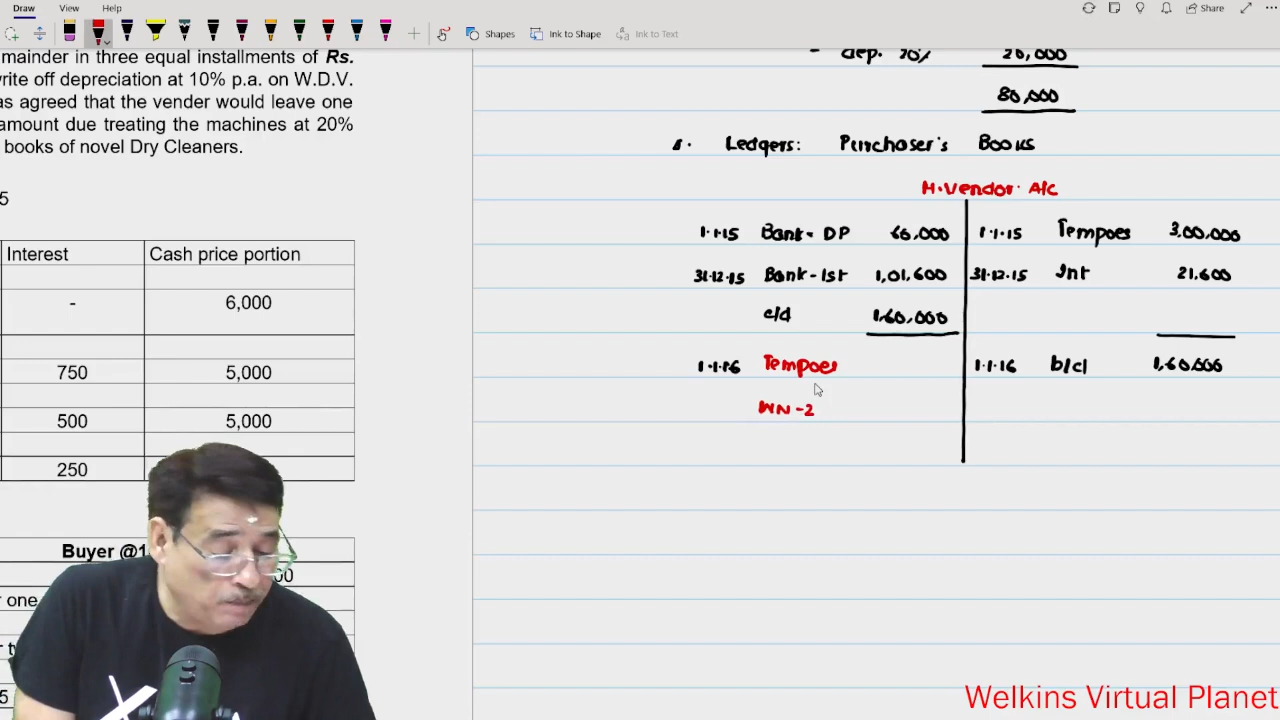 Draw View Help
Shapes Ink to Shape Ink to Text Share
mainder in three equal installments of Rs.
rite off depreciation at 10% p.a. on W.D.V.
as agreed that the vender would leave one
amount due treating the machines at 20%
books of novel Dry Cleaners.
5
Interest Cash price portion
- 6,000
750 5,000
500 5,000
250
Buyer @1
00
r one
r t
5
- dep. 20% 20,000
80,000
Ledgers: Purchaser's Books
H.Vendor A/c
1.1.15 Bank - DP 60,000 1.1.15 Tempoes 3,00,000
31.12.15 Bank - 1st 1,01,600 31.12.15 Int 21,600
c/d 1,60,000
1.1.16 Tempoes 1.1.16 b/d 1,60,000
WN - 2
Welkins Virtual Planet